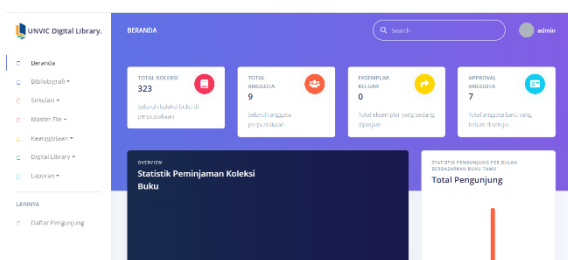 UNVIC Digital Library.
BERANDA
Search
admin
Beranda
Bibliografi
Sirkulasi
Master File
Keanggotaan
Digital Library
Laporan
LAINNYA
Daftar Pengunjung
TOTAL KOLEKSI
323
Seluruh koleksi buku di
perpustakaan
TOTAL
ANGGOTA
9
Seluruh anggota
perpustakaan
EKSEMPLAR
KELUAR
0
Total eksemplar yang sedang
dipinjam
APPROVAL
ANGGOTA
7
Total anggota baru yang
belum disetujui
OVERVIEW
Statistik Peminjaman Koleksi
Buku
STATISTIK PENGUNJUNG PER BULAN
BERDASARKAN BUKU TAMU
Total Pengunjung